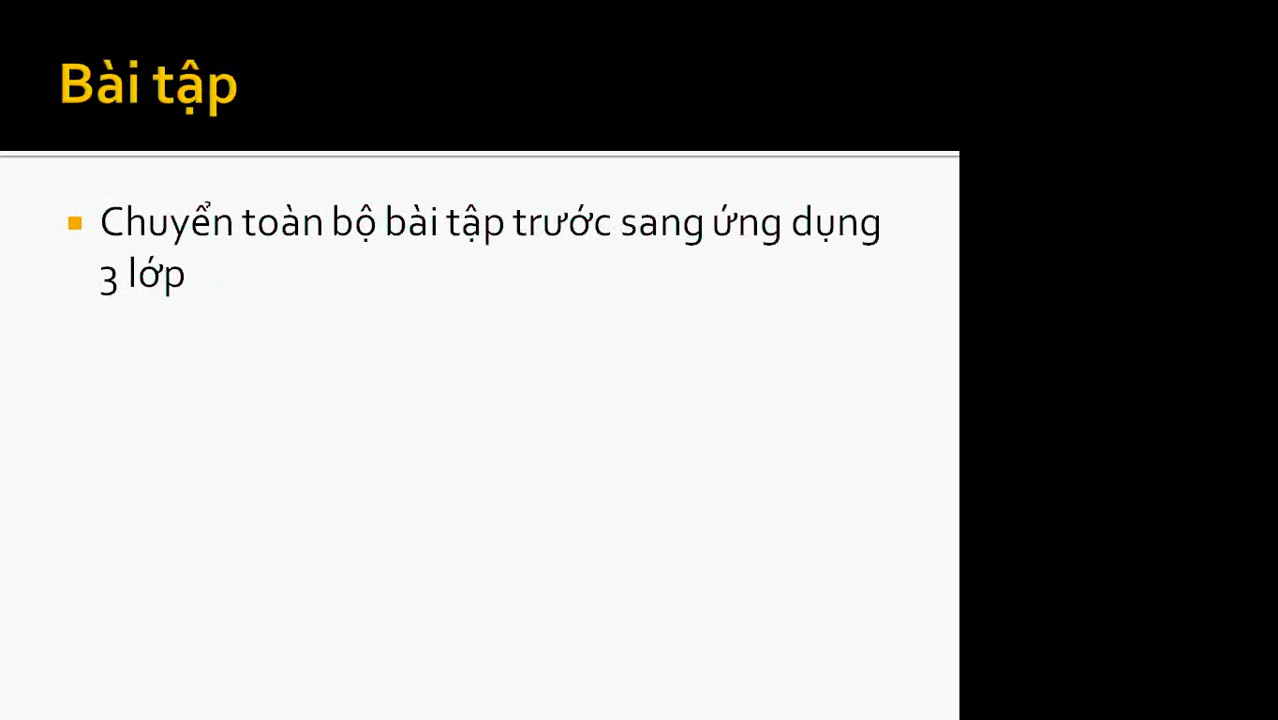 Bài tập
Chuyển toàn bộ bài tập trước sang ứng dụng
3 lớp